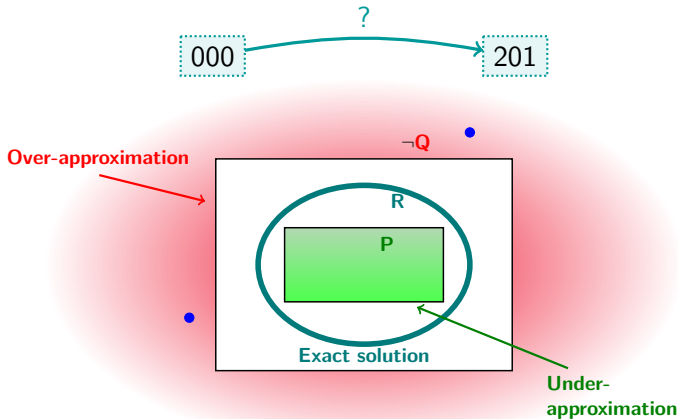 ?
000
201
¬Q
Over-approximation
R
P
Exact solution
Under-
approximation